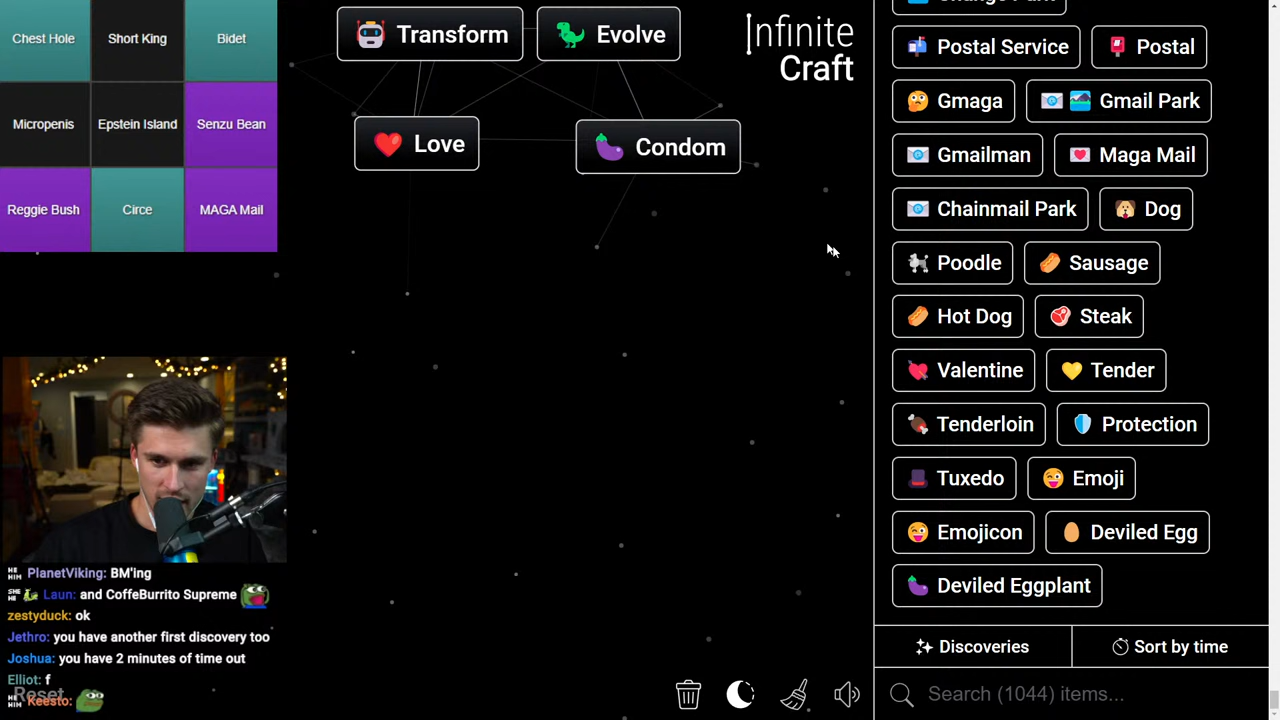 Chest Hole
Short King
Bidet
Micropenis
Epstein Island
Senzu Bean
Reggie Bush
Circe
MAGA Mail
Transform
Evolve
Love
Condom
Infinite
Craft
Postal Service
Postal
Gmaga
Gmail Park
Gmailman
Maga Mail
Chainmail Park
Dog
Poodle
Sausage
Hot Dog
Steak
Valentine
Tender
Tenderloin
Protection
Tuxedo
Emoji
Emojicon
Deviled Egg
Deviled Eggplant
Discoveries
Sort by time
Search (1044) items...
PlanetViking: BM'ing
Laun: and CoffeBurrito Supreme
zestyduck: ok
Jethro: you have another first discovery too
Joshua: you have 2 minutes of time out
Elliot: f
Reset
Keesto: